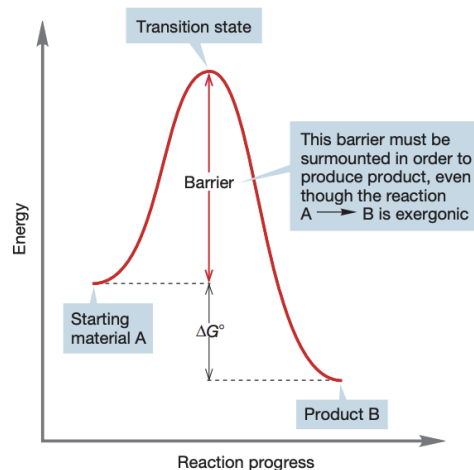 Transition state
This barrier must be
surmounted in order to
produce product, even
though the reaction
A ⟶ B is exergonic
Barrier
Energy
Starting
material A
ΔG°
Product B
Reaction progress